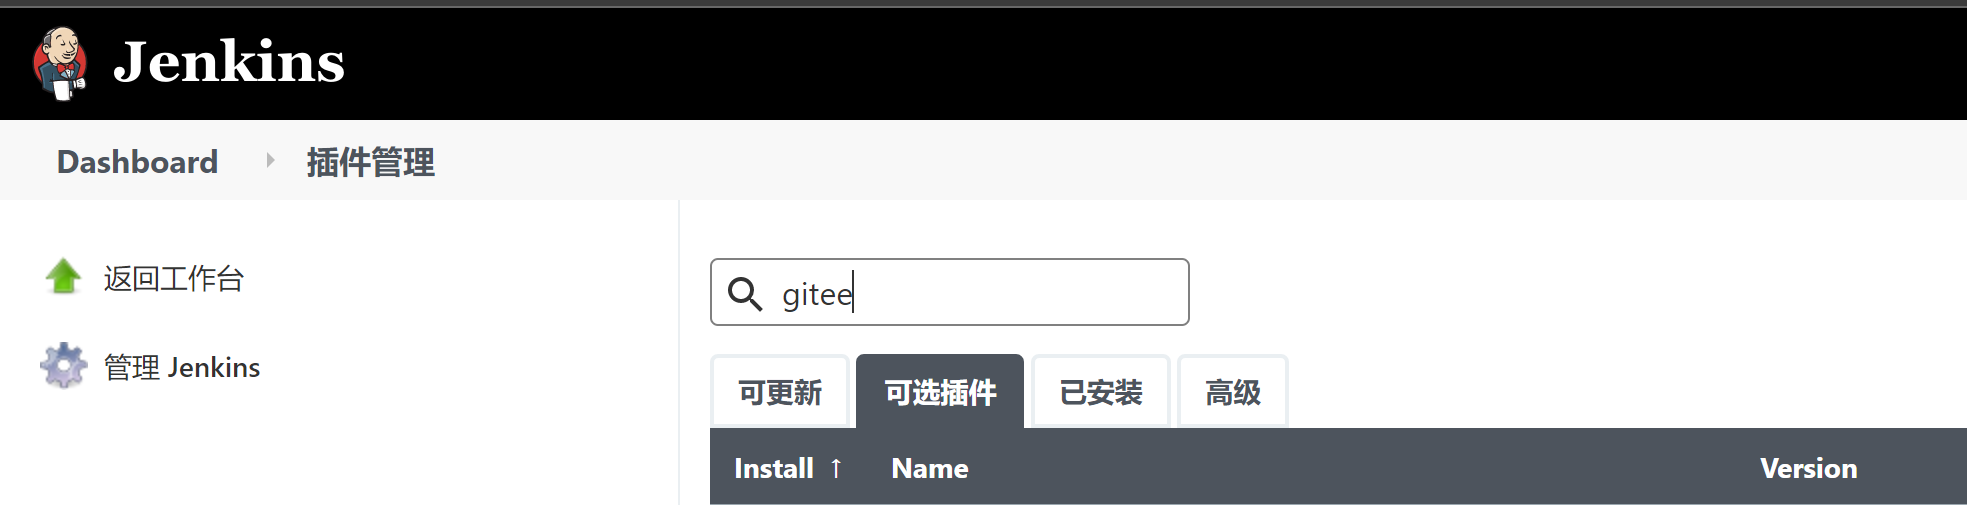 Jenkins
Dashboard 插件管理
返回工作台
管理 Jenkins
gitee
可更新 可选插件 已安装 高级
Install ↑ Name Version